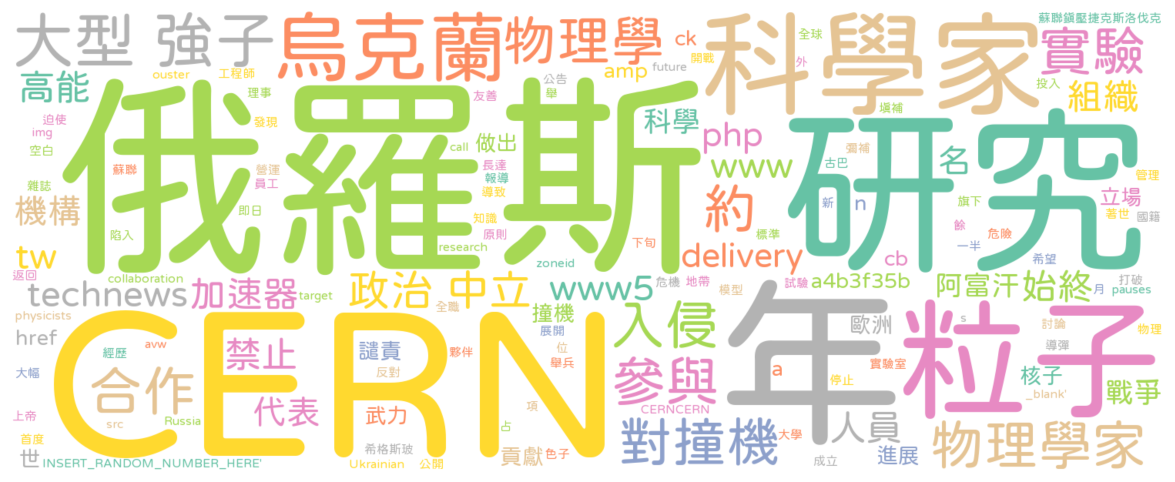 大型 強子
烏克蘭
物理學
ck
科學家
全球
蘇聯鎮壓捷克斯洛伐克
實驗
高能
ouster
工程師
理事
公告
舉
友善
amp
future
開戰
外
投入
組織
迫使
img
空白
發現
俄羅斯
call
做出
科學
php
www
填補
彌補
古巴
研究
名
管理
雜誌
機構
蘇聯
營運
員工
即日
陷入
長達
報導
導致
知識
原則
research
約
新
n
旗下
標準
餘
一半
危險
立場
著世
國籍
希望
tw
返回
collaboration
zoneid
下旬
delivery
cb
technews
加速器
target
政治 中立
www5
危機
地帶
模型
試驗
a4b3f35b
阿富汗
始終
月
打破
pauses
physicists
全職
撞機
入侵
年
歐洲
s
粒子
討論
導彈
物理
href
CERN
經歷
avw
禁止
譴責
夥伴
展開
位
舉兵
實驗室
核子
_blank'
戰爭
大幅
合作
反對
參與
a
停止
上帝
src
Russia
代表
武力
項
CERNCERN
占
首度
世
INSERT_RANDOM_NUMBER_HERE'
希格斯玻
Ukrainian
公開
貢獻
色子
對撞機
大學
成立
人員
進展
物理學家